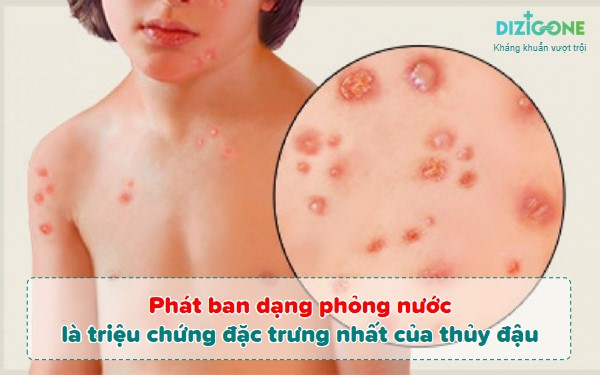 DIZIGONE
Kháng khuẩn vượt trội
Phát ban dạng phỏng nước
là triệu chứng đặc trưng nhất của thủy đậu